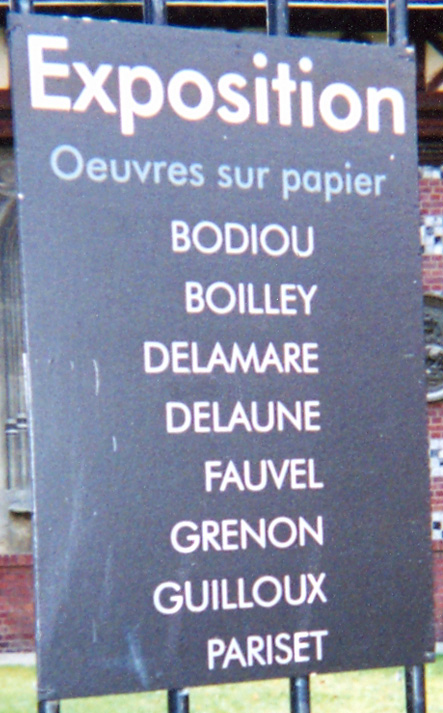 Exposition
Oeuvres sur papier
BODIOU
BOILLEY
DELAMARE
DELAUNE
FAUVEL
GRENON
GUILLOUX
PARISET